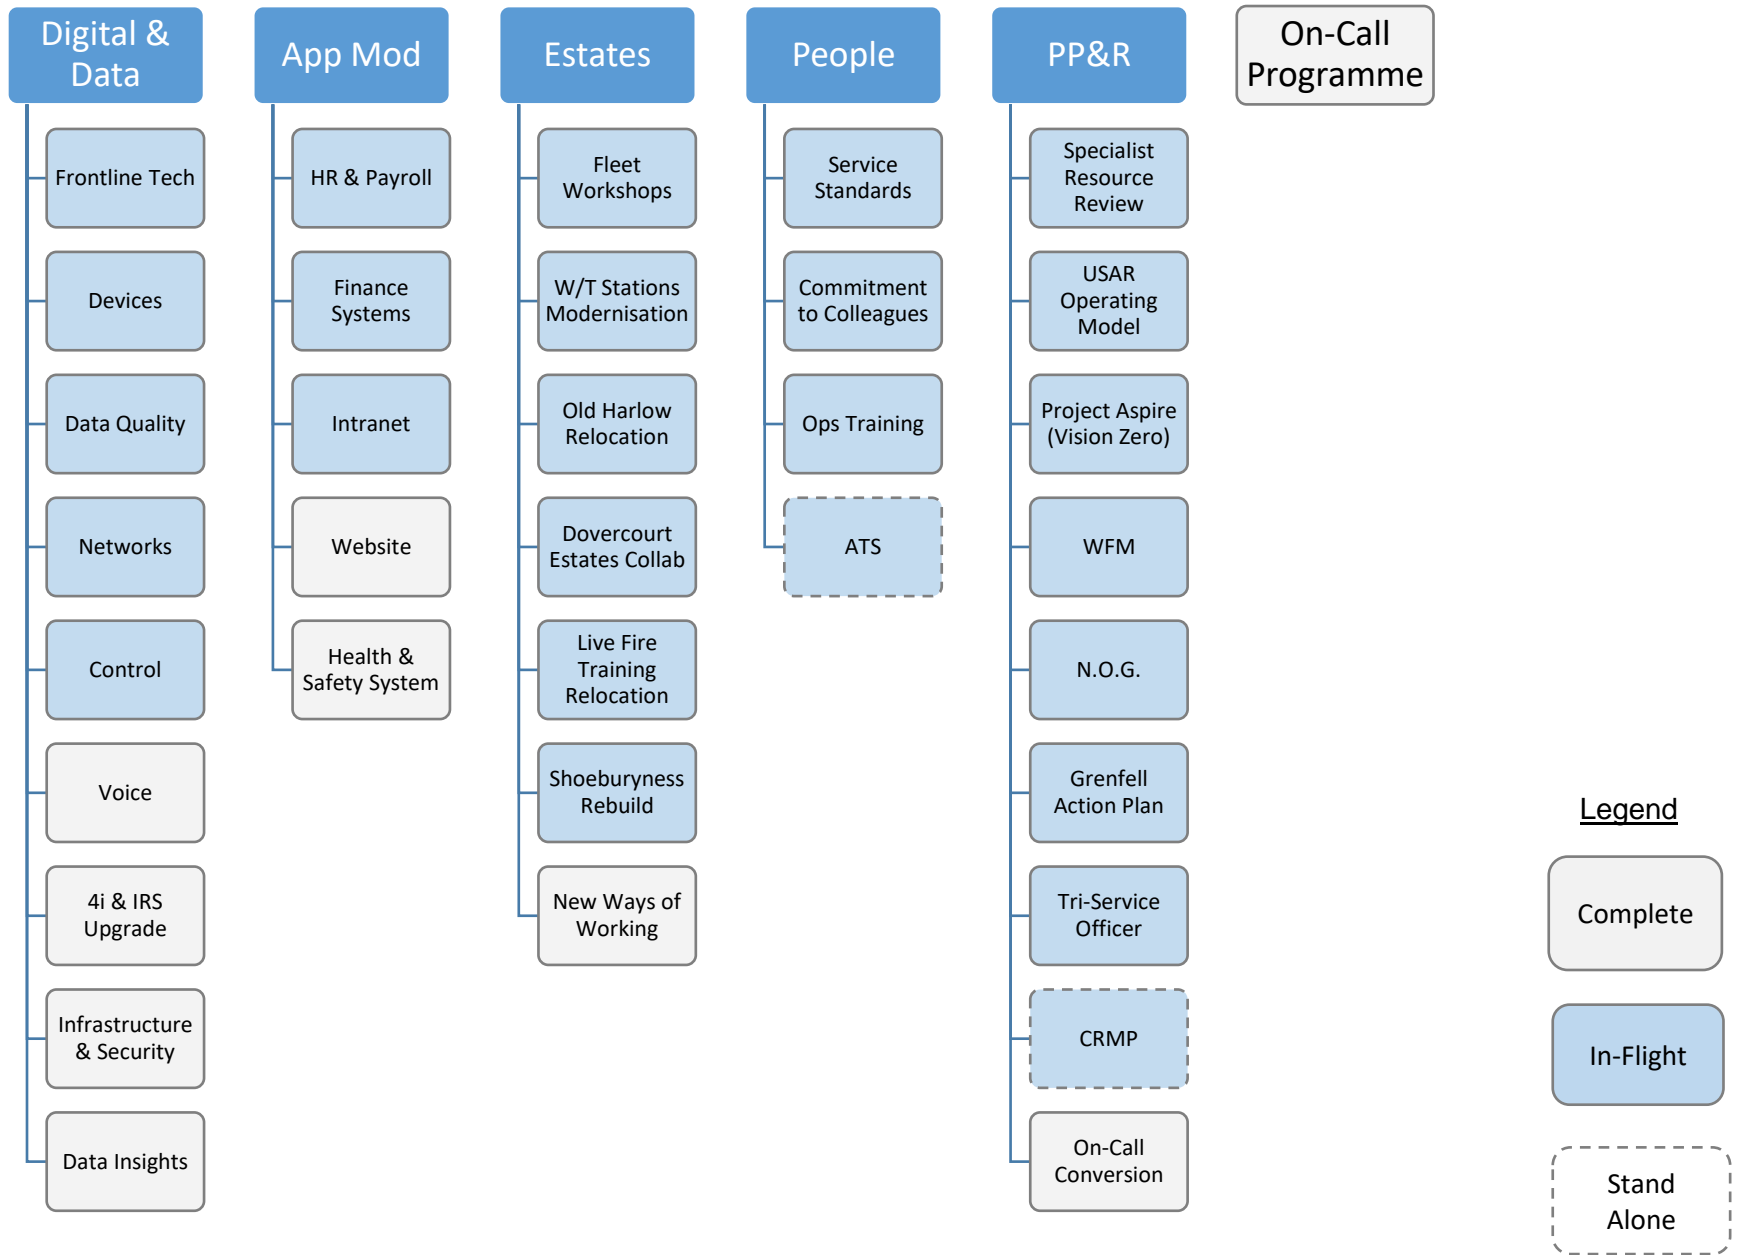 Digital &
Data
App Mod
Estates
People
PP&R
On-Call
Programme
Frontline Tech
Devices
Data Quality
Networks
Control
Voice
4i & IRS
Upgrade
Infrastructure
& Security
Data Insights
HR & Payroll
Finance
Systems
Intranet
Website
Health &
Safety System
Fleet
Workshops
W/T Stations
Modernisation
Old Harlow
Relocation
Dovercourt
Estates Collab
Live Fire
Training
Relocation
Shoeburyness
Rebuild
New Ways of
Working
Service
Standards
Commitment
to Colleagues
Ops Training
ATS
Specialist
Resource
Review
USAR
Operating
Model
Project Aspire
(Vision Zero)
WFM
N.O.G.
Grenfell
Action Plan
Tri-Service
Officer
CRMP
On-Call
Conversion
Legend
Complete
In-Flight
Stand
Alone